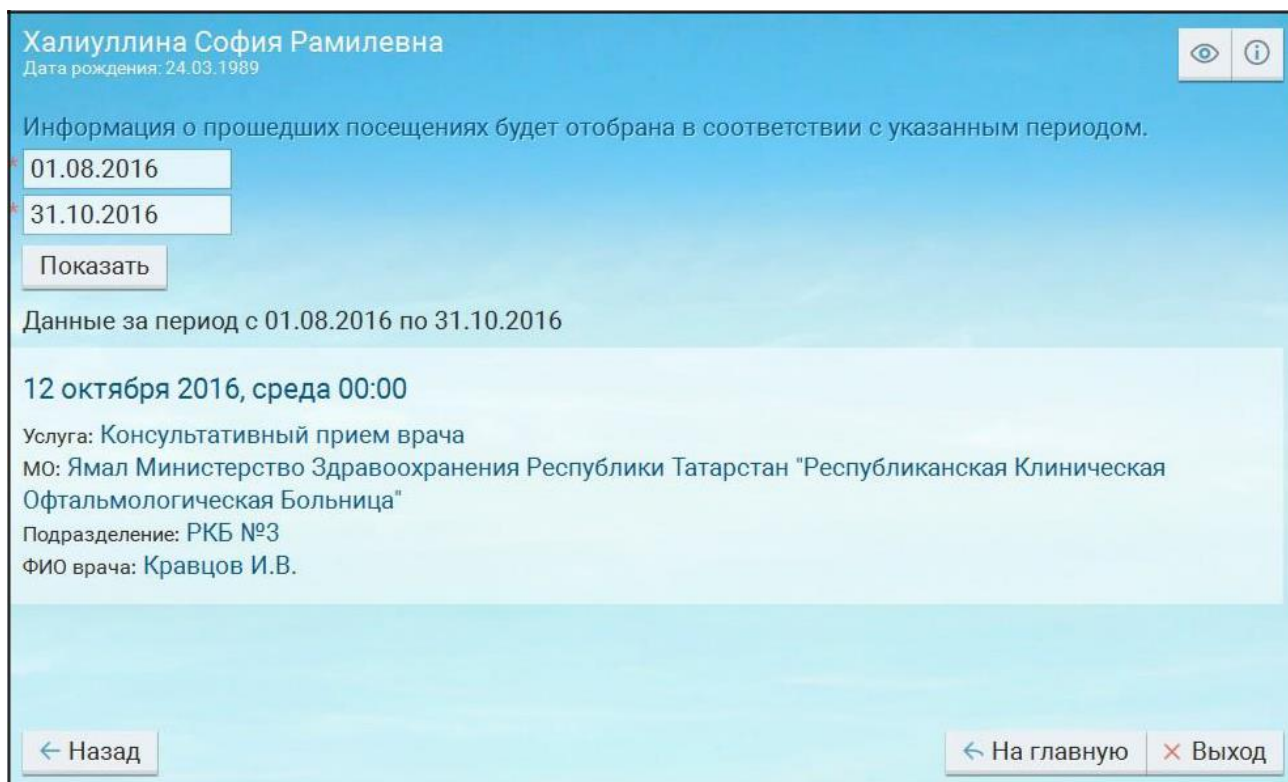 Халиуллина София Рамилевна
Дата рождения: 24.03.1989
Информация о прошедших посещениях будет отобрана в соответствии с указанным периодом.
* 01.08.2016
* 31.10.2016
Показать
Данные за период с 01.08.2016 по 31.10.2016
12 октября 2016, среда 00:00
Услуга: Консультативный прием врача
МО: Ямал Министерство Здравоохранения Республики Татарстан "Республиканская Клиническая
Офтальмологическая Больница"
Подразделение: РКБ №3
ФИО врача: Кравцов И.В.
Назад
На главную
Выход